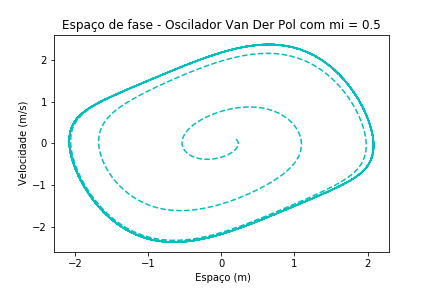 Espaço de fase - Oscilador Van Der Pol com mi = 0.5
Velocidade (m/s)
2
1
0
−1
−2
−2 −1 0 1 2
Espaço (m)